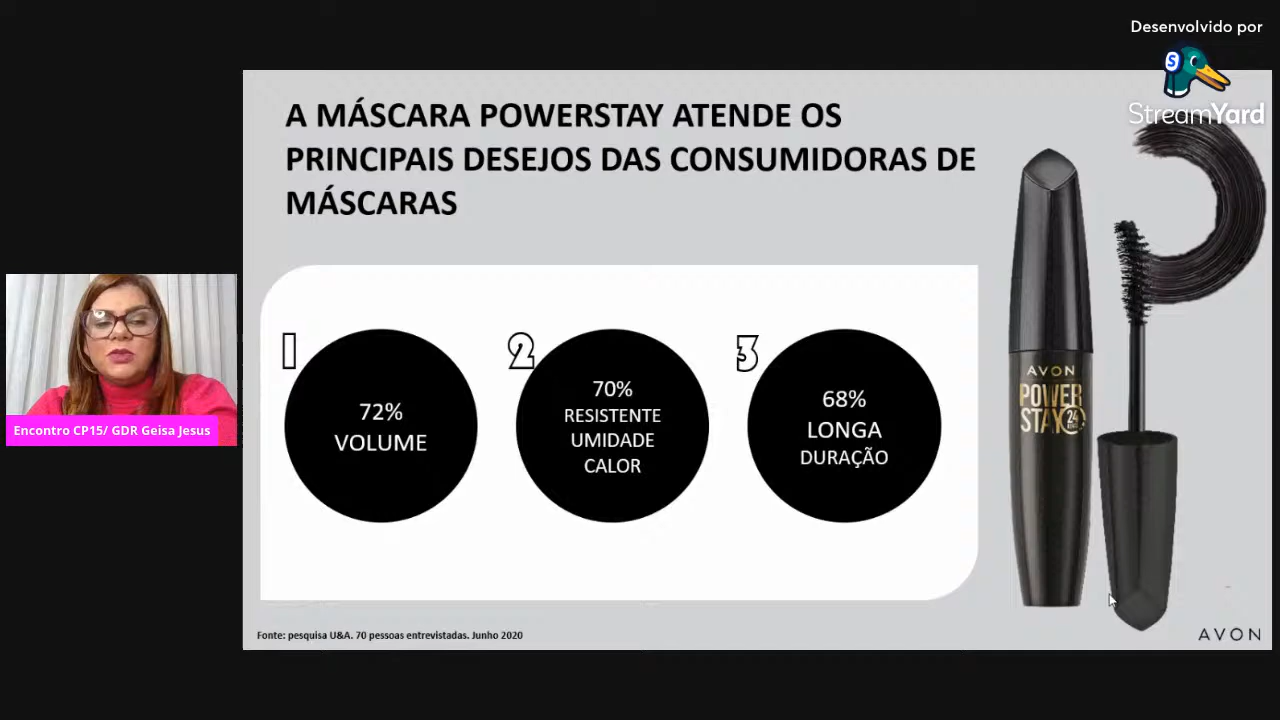 Desenvolvido por
S
StreamYard
A MÁSCARA POWERSTAY ATENDE OS
PRINCIPAIS DESEJOS DAS CONSUMIDORAS DE
MÁSCARAS
1
72%
VOLUME
2
70%
RESISTENTE
UMIDADE
CALOR
3
68%
LONGA
DURAÇÃO
AVON
POWER
STAY 24
Encontro CP15/ GDR Geisa Jesus
Fonte: pesquisa U&A. 70 pessoas entrevistadas. Junho 2020
AVON